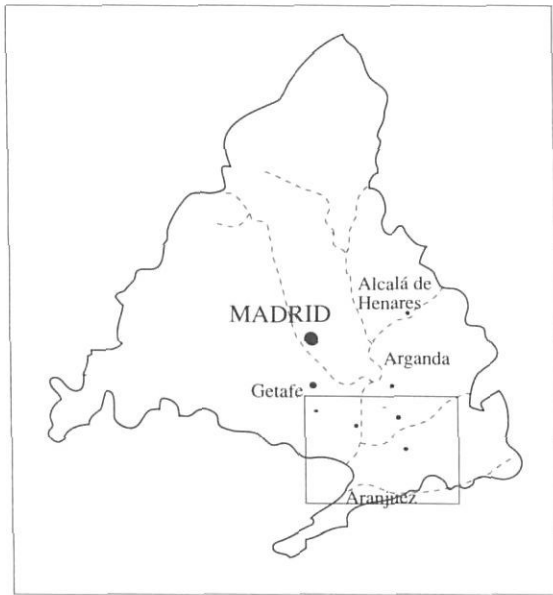 Alcalá de
Henares
MADRID
Arganda
Getafe
Aranjuez